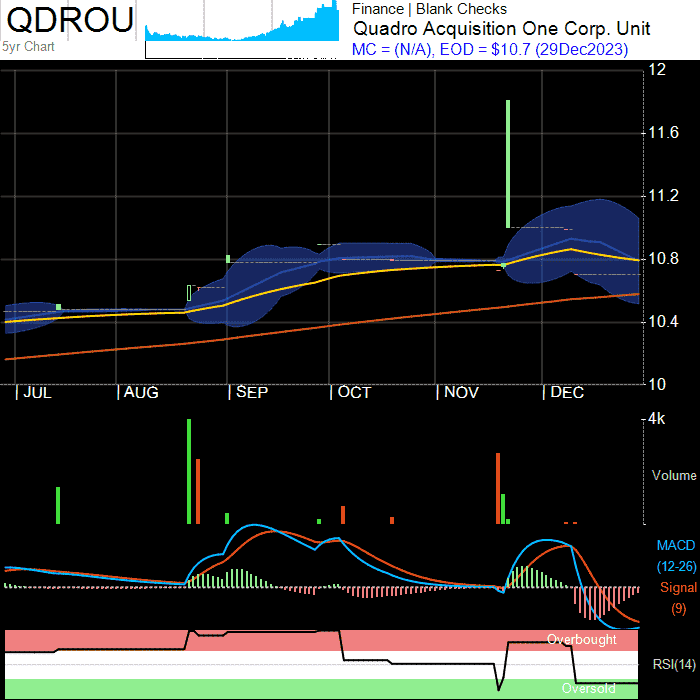 QDROU
5yr Chart
Finance | Blank Checks
Quadro Acquisition One Corp. Unit
MC = (N/A), EOD = $10.7 (29Dec2023)
12
11.6
11.2
10.8
10.4
10
JUL AUG SEP OCT NOV DEC
4k
Volume
MACD
(12-26)
Signal
(9)
Overbought
RSI(14)
Oversold